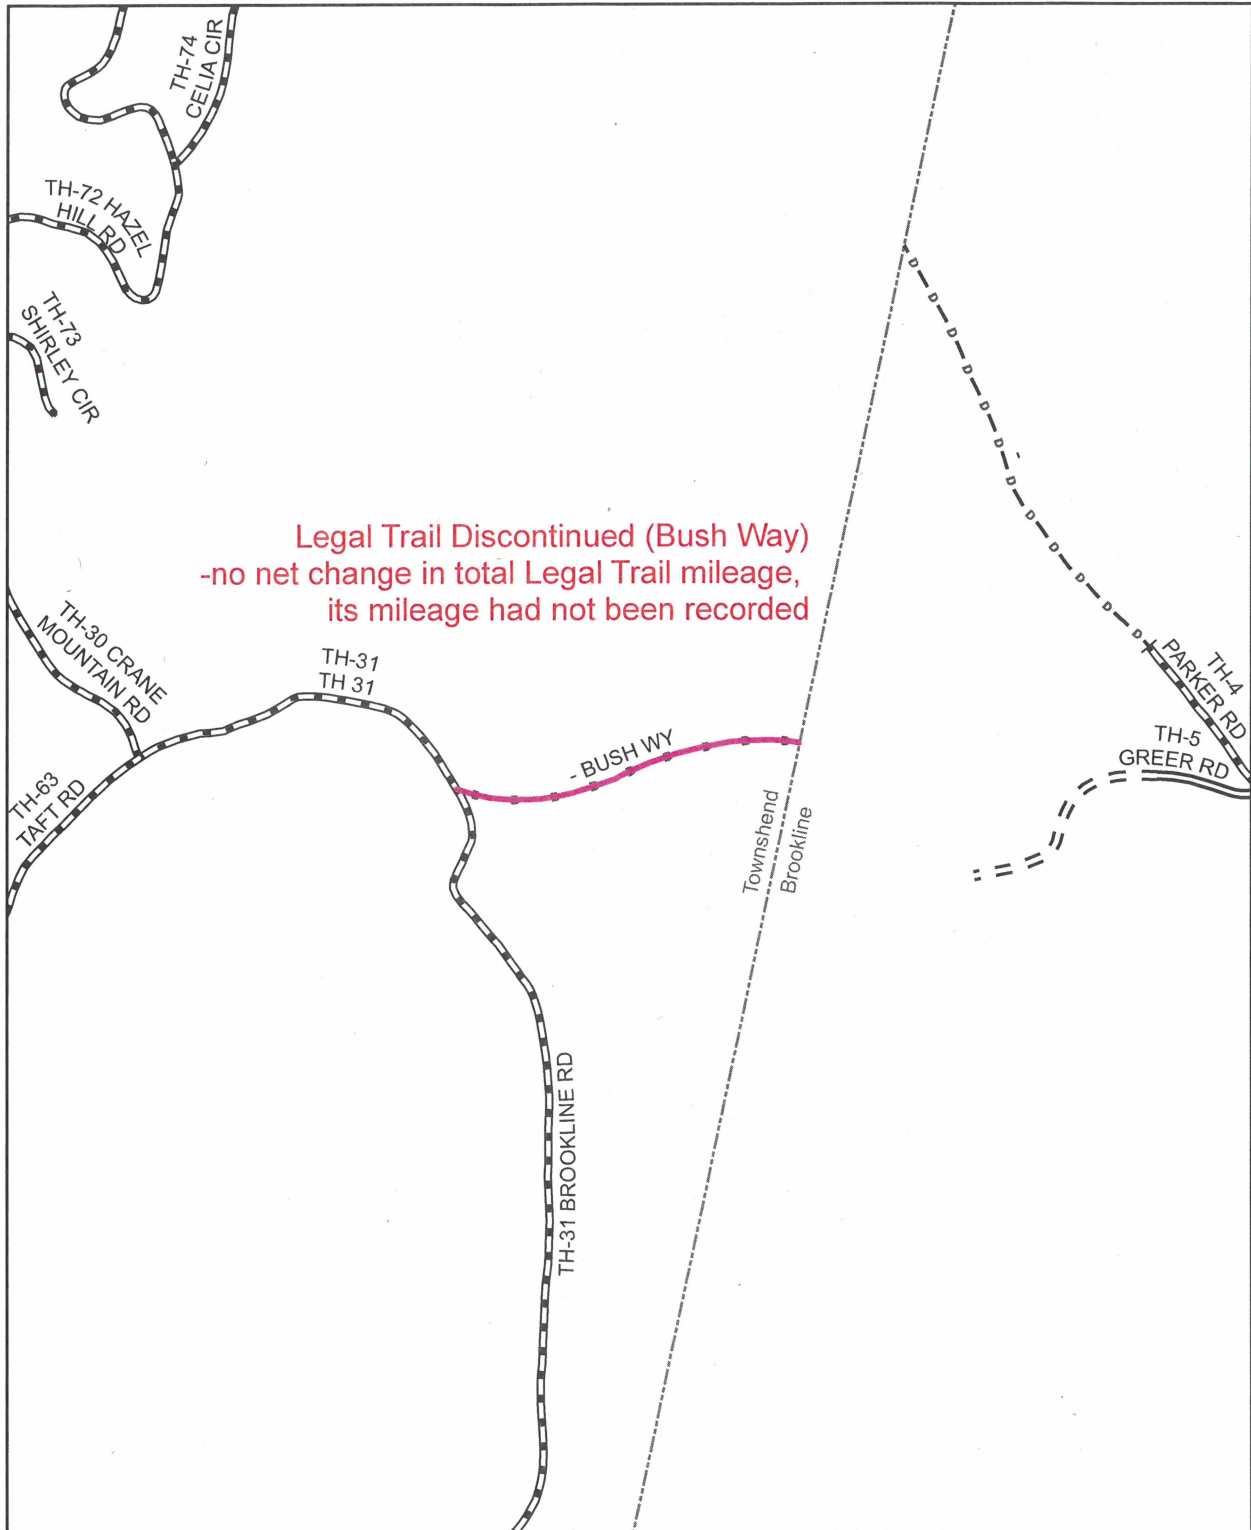 TH-74
CELIA CIR
TH-72 HAZEL
HILL RD
TH-73
SHIRLEY CIR
Legal Trail Discontinued (Bush Way)
-no net change in total Legal Trail mileage,
its mileage had not been recorded
TH-30 CRANE
MOUNTAIN RD
TH-31
TH 31
TH-63
TAFT RD
- BUSH WY
TH-4
PARKER RD
TH-5
GREER RD
Townshend
Brookline
TH-31 BROOKLINE RD
D
D
D
D
D
D
D
D
D
D
D